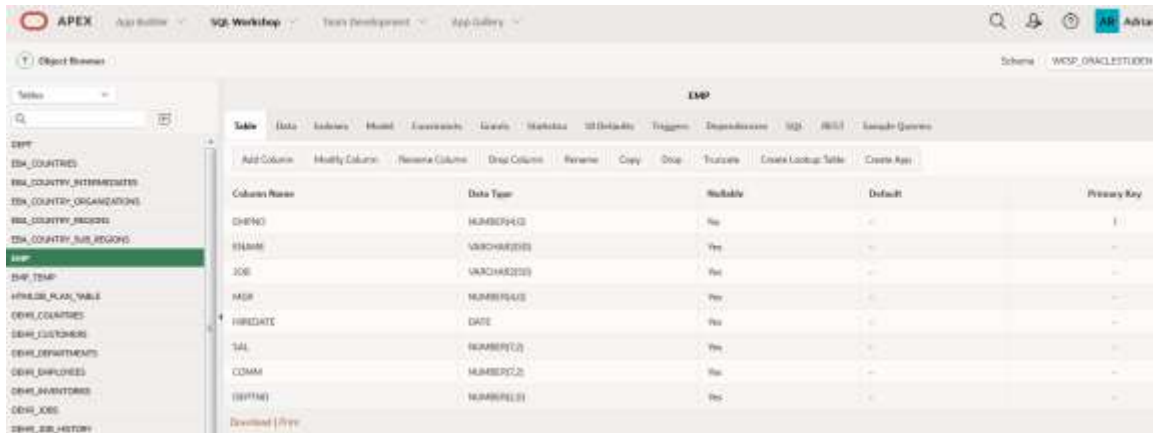 APEX App Builder SQL Workshop Team Development App Gallery AR Adrian
Object Browser Schema WKSP_ORACLESTUDEN
Tables
EMP
Table Data Indexes Model Constraints Grants Statistics UI Defaults Triggers Dependencies SQL REST Sample Queries
Add Column Modify Column Rename Column Drop Column Rename Copy Drop Truncate Create Lookup Table Create App
Column Name Data Type Nullable Default Primary Key
EMPNO NUMBER(4,0) No - 1
ENAME VARCHAR2(50) Yes - -
JOB VARCHAR2(50) Yes - -
MGR NUMBER(4,0) Yes - -
HIREDATE DATE Yes - -
SAL NUMBER(7,2) Yes - -
COMM NUMBER(7,2) Yes - -
DEPTNO NUMBER(2,0) Yes - -
Download | Print
DEPT
EBA_COUNTRIES
EBA_COUNTRY_INTERMEDIATES
EBA_COUNTRY_ORGANIZATIONS
EBA_COUNTRY_REGIONS
EBA_COUNTRY_SUB_REGIONS
EMP
EMP_TEMP
HTMLDB_PLAN_TABLE
OEHR_COUNTRIES
OEHR_CUSTOMERS
OEHR_DEPARTMENTS
OEHR_EMPLOYEES
OEHR_INVENTORIES
OEHR_JOBS
OEHR_JOB_HISTORY